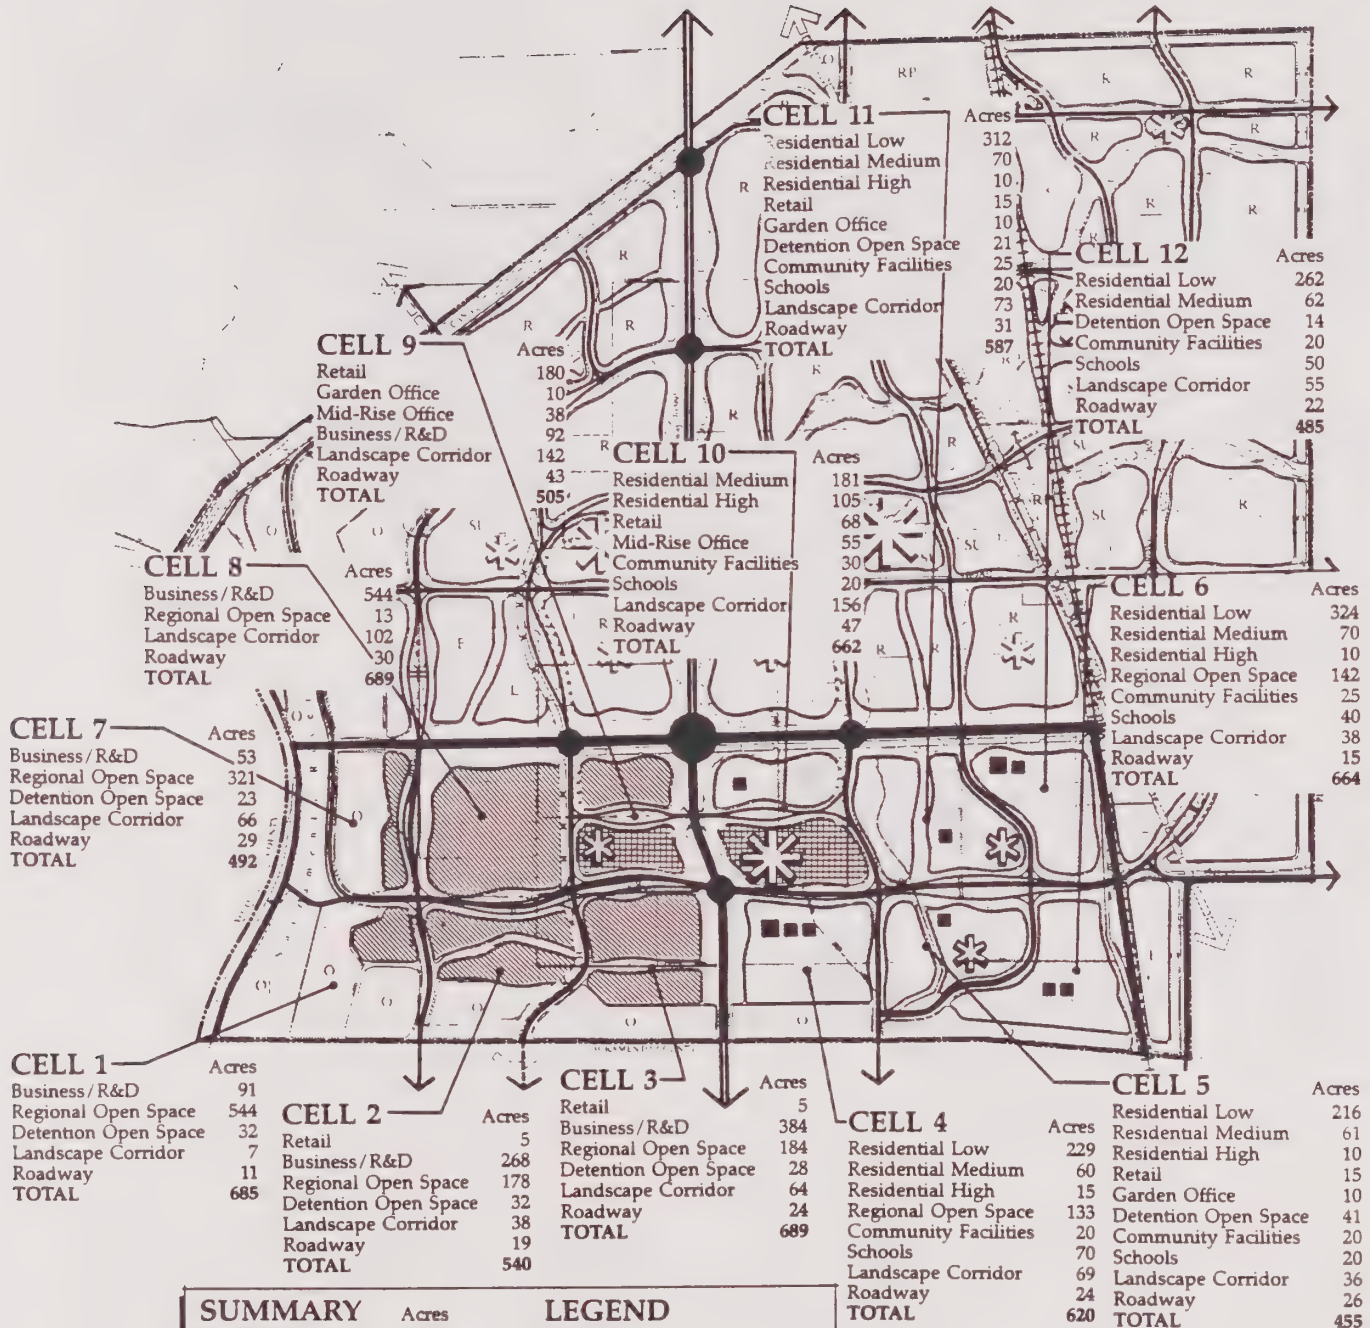 CELL 11 Acres
Residential Low 312
Residential Medium 70
Residential High 10
Retail 15
Garden Office 10
Detention Open Space 21
Community Facilities 25
Schools 20
Landscape Corridor 73
Roadway 31
TOTAL 587
CELL 12 Acres
Residential Low 262
Residential Medium 62
Detention Open Space 14
Community Facilities 20
Schools 50
Landscape Corridor 55
Roadway 22
TOTAL 485
CELL 9 Acres
Retail 180
Garden Office 10
Mid-Rise Office 38
Business/R&D 92
Landscape Corridor 142
Roadway 43
TOTAL 505
CELL 10 Acres
Residential Medium 181
Residential High 105
Retail 68
Mid-Rise Office 55
Community Facilities 30
Schools 20
Landscape Corridor 156
Roadway 47
TOTAL 662
CELL 8 Acres
Business/R&D 544
Regional Open Space 13
Landscape Corridor 102
Roadway 30
TOTAL 689
CELL 6 Acres
Residential Low 324
Residential Medium 70
Residential High 10
Regional Open Space 142
Community Facilities 25
Schools 40
Landscape Corridor 38
Roadway 15
TOTAL 664
CELL 7 Acres
Business/R&D 53
Regional Open Space 321
Detention Open Space 23
Landscape Corridor 66
Roadway 29
TOTAL 492
CELL 1 Acres
Business/R&D 91
Regional Open Space 544
Detention Open Space 32
Landscape Corridor 7
Roadway 11
TOTAL 685
CELL 2 Acres
Retail 5
Business/R&D 268
Regional Open Space 178
Detention Open Space 32
Landscape Corridor 38
Roadway 19
TOTAL 540
CELL 3 Acres
Retail 5
Business/R&D 384
Regional Open Space 184
Detention Open Space 28
Landscape Corridor 64
Roadway 24
TOTAL 689
CELL 4 Acres
Residential Low 229
Residential Medium 60
Residential High 15
Regional Open Space 133
Community Facilities 20
Schools 70
Landscape Corridor 69
Roadway 24
TOTAL 620
CELL 5 Acres
Residential Low 216
Residential Medium 61
Residential High 10
Retail 15
Garden Office 10
Detention Open Space 41
Community Facilities 20
Schools 20
Landscape Corridor 36
Roadway 26
TOTAL 455
SUMMARY Acres LEGEND